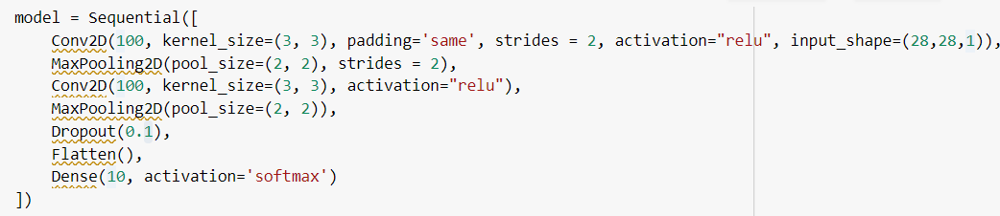 model = Sequential([
    Conv2D(100, kernel_size=(3, 3), padding='same', strides = 2, activation="relu", input_shape=(28,28,1)),
    MaxPooling2D(pool_size=(2, 2), strides = 2),
    Conv2D(100, kernel_size=(3, 3), activation="relu"),
    MaxPooling2D(pool_size=(2, 2)),
    Dropout(0.1),
    Flatten(),
    Dense(10, activation='softmax')
])